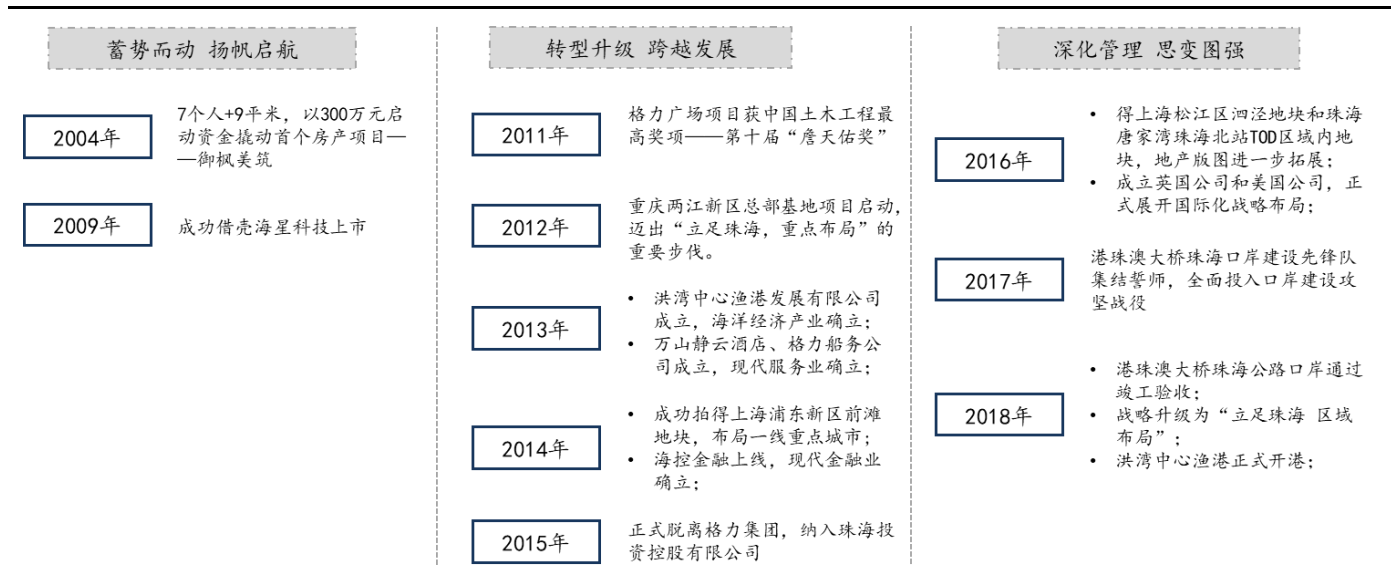 蓄势而动 扬帆启航
2004年
7个人+9平米，以300万元启
动资金撬动首个房产项目—
—御枫美筑
2009年
成功借壳海星科技上市
转型升级 跨越发展
2011年
格力广场项目获中国土木工程最
高奖项——第十届“詹天佑奖”
2012年
重庆两江新区总部基地项目启动，
迈出“立足珠海，重点布局”的
重要步伐。
2013年
• 洪湾中心渔港发展有限公司
成立，海洋经济产业确立；
• 万山静云酒店、格力船务公
司成立，现代服务业确立；
2014年
• 成功拍得上海浦东新区前滩
地块，布局一线重点城市；
• 海控金融上线，现代金融业
确立；
2015年
正式脱离格力集团，纳入珠海投
资控股有限公司
深化管理 思变图强
2016年
• 得上海松江区泗泾地块和珠海
唐家湾珠海北站TOD区域内地
块，地产版图进一步拓展；
• 成立英国公司和美国公司，正
式展开国际化战略布局；
2017年
港珠澳大桥珠海口岸建设先锋队
集结誓师，全面投入口岸建设攻
坚战役
2018年
• 港珠澳大桥珠海公路口岸通过
竣工验收；
• 战略升级为“立足珠海 区域
布局”；
• 洪湾中心渔港正式开港；